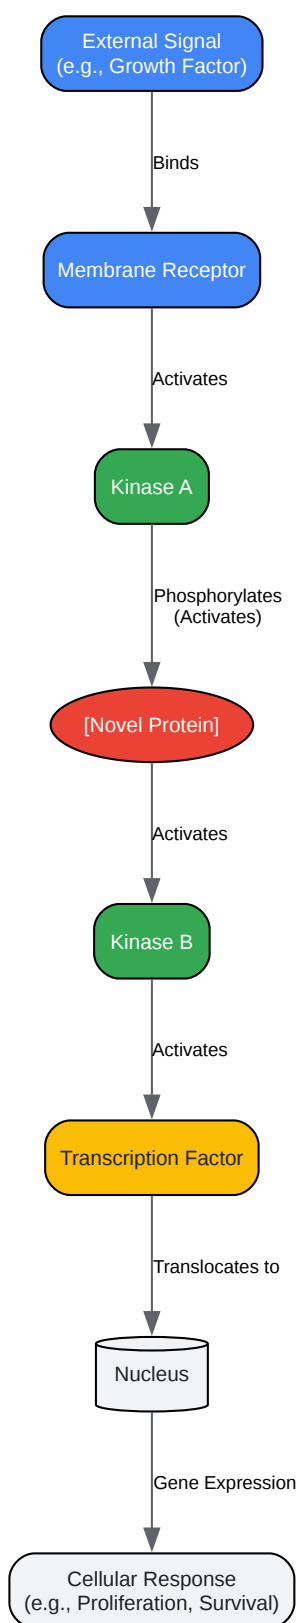 External Signal
(e.g., Growth Factor)
Binds
Membrane Receptor
Activates
Kinase A
Phosphorylates
(Activates)
[Novel Protein]
Activates
Kinase B
Activates
Transcription Factor
Translocates to
Nucleus
Gene Expression
Cellular Response
(e.g., Proliferation, Survival)